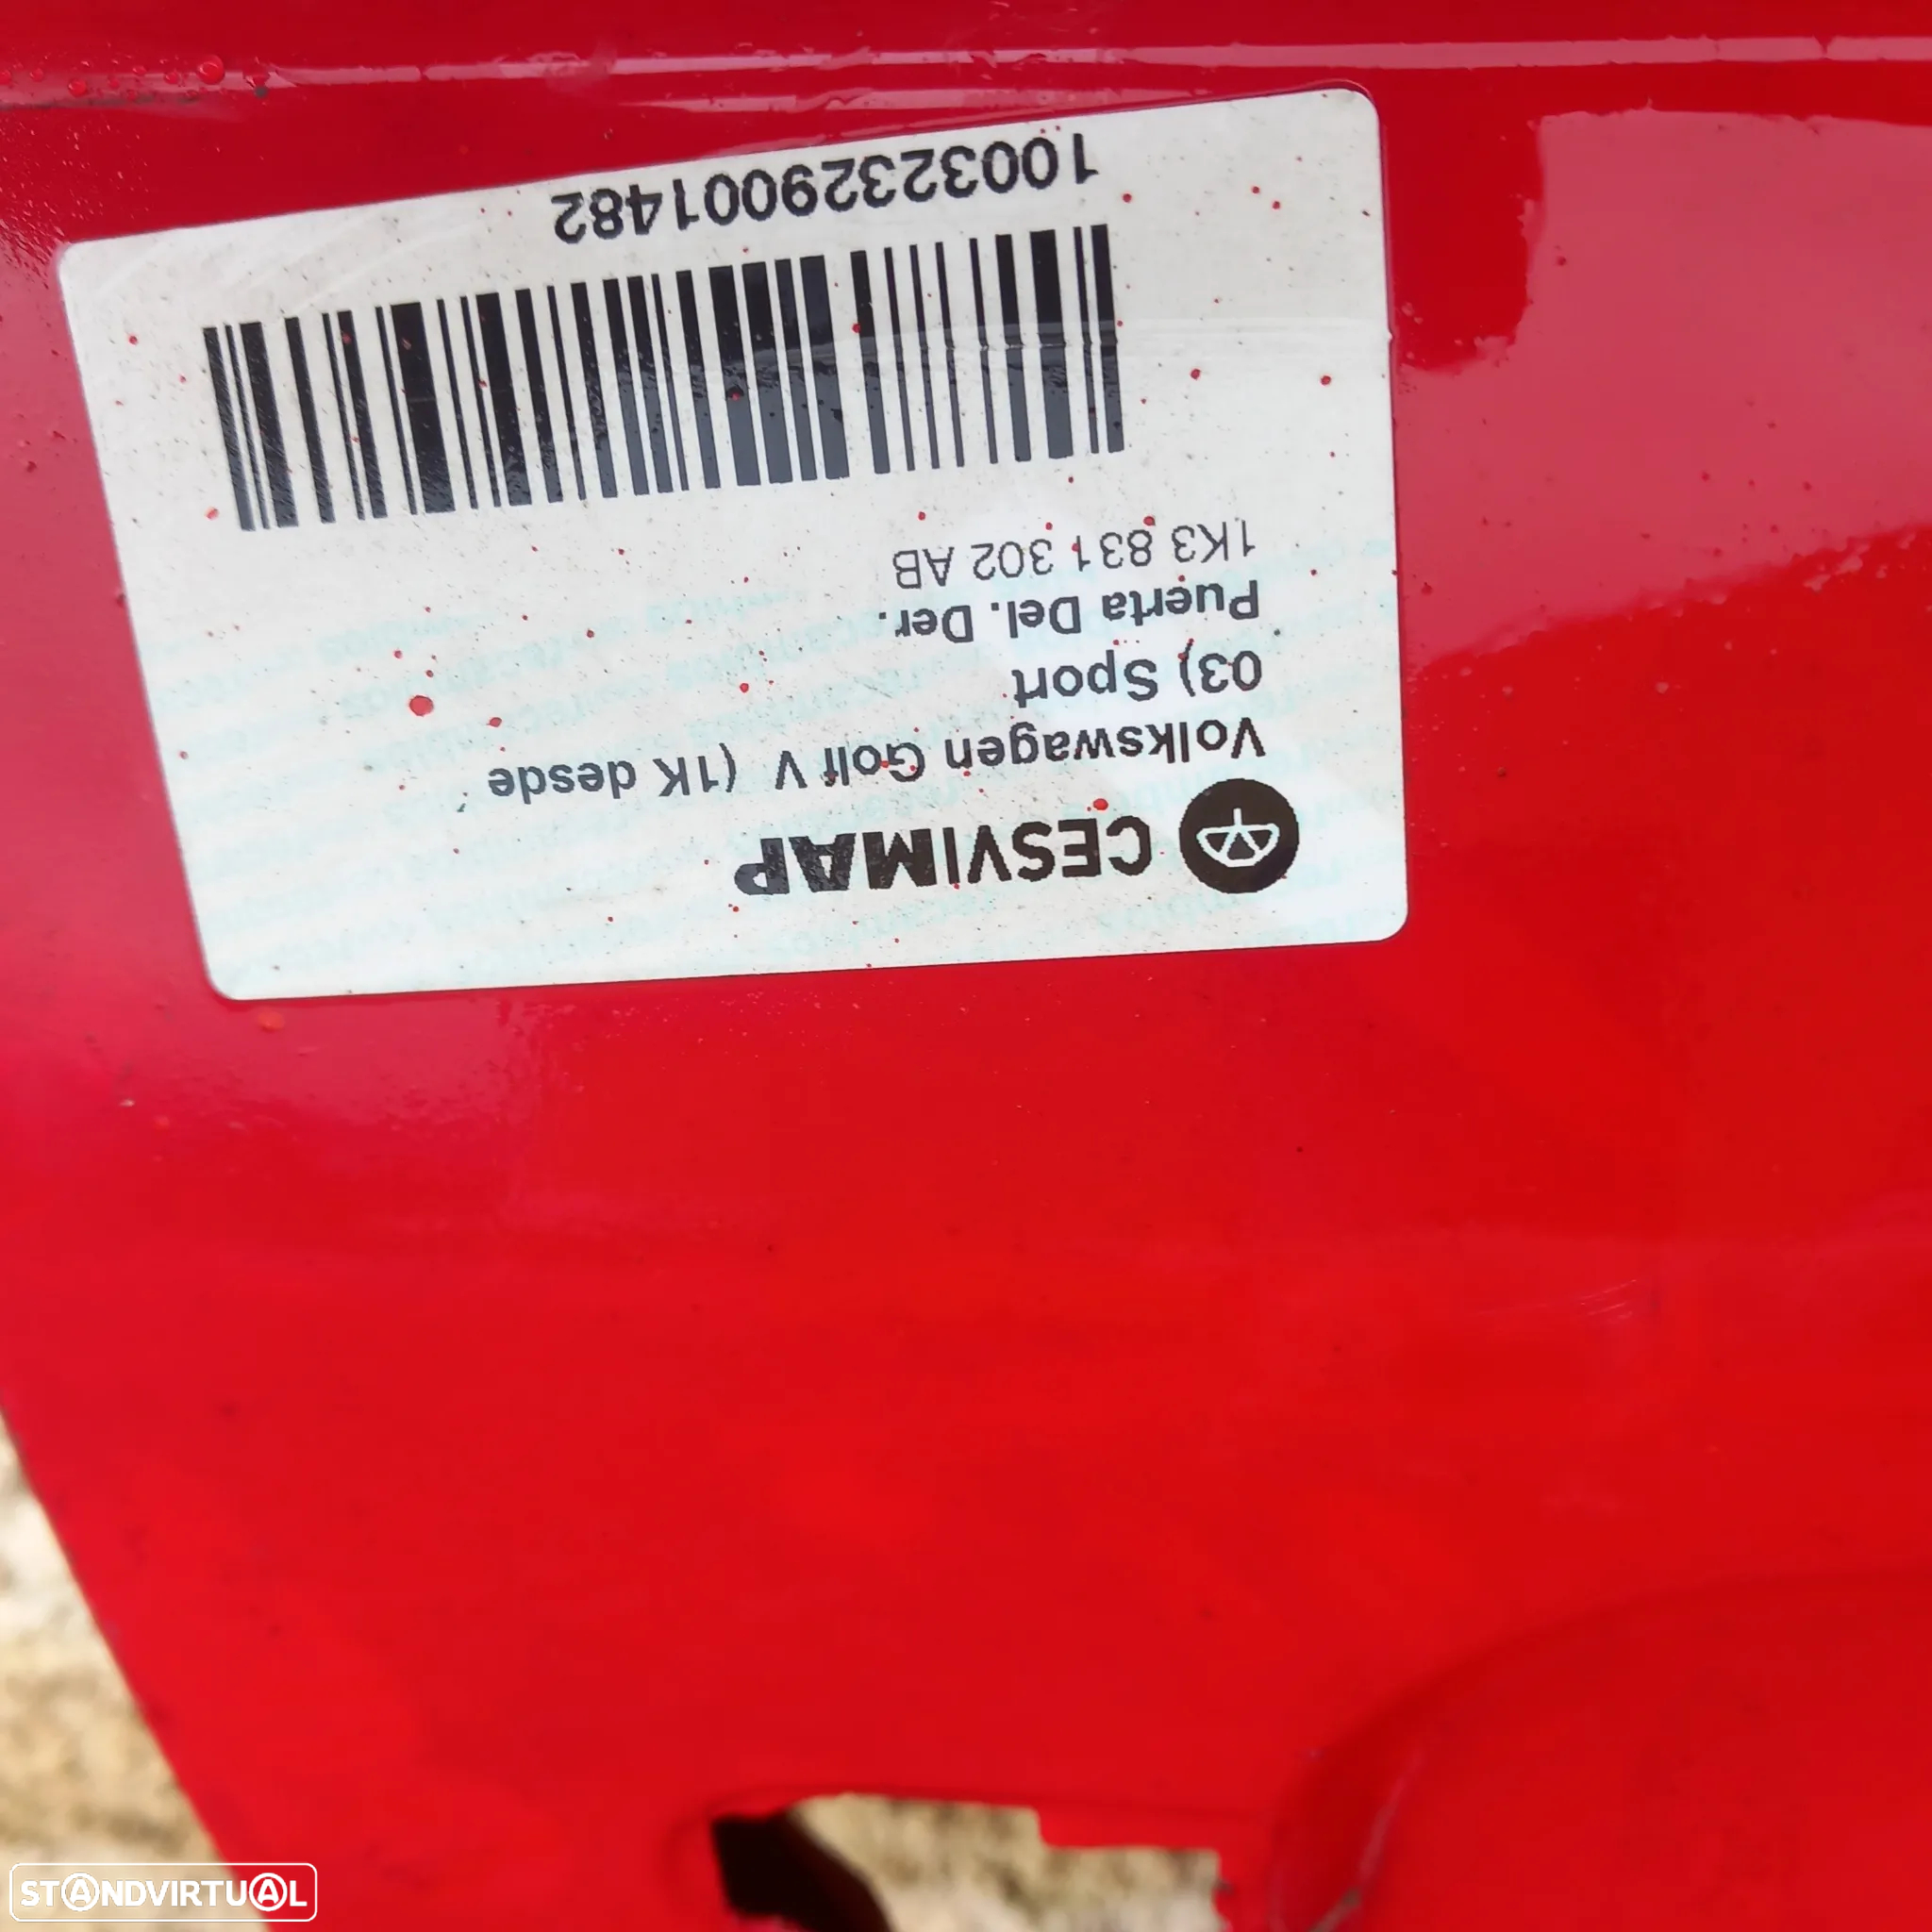 CESVIMAP
Volkswagen Golf V (1K desde
03) Sport
Puerta Del. Der.
1K3 831 302 AB
10032329001482
STANDVIRTUAL